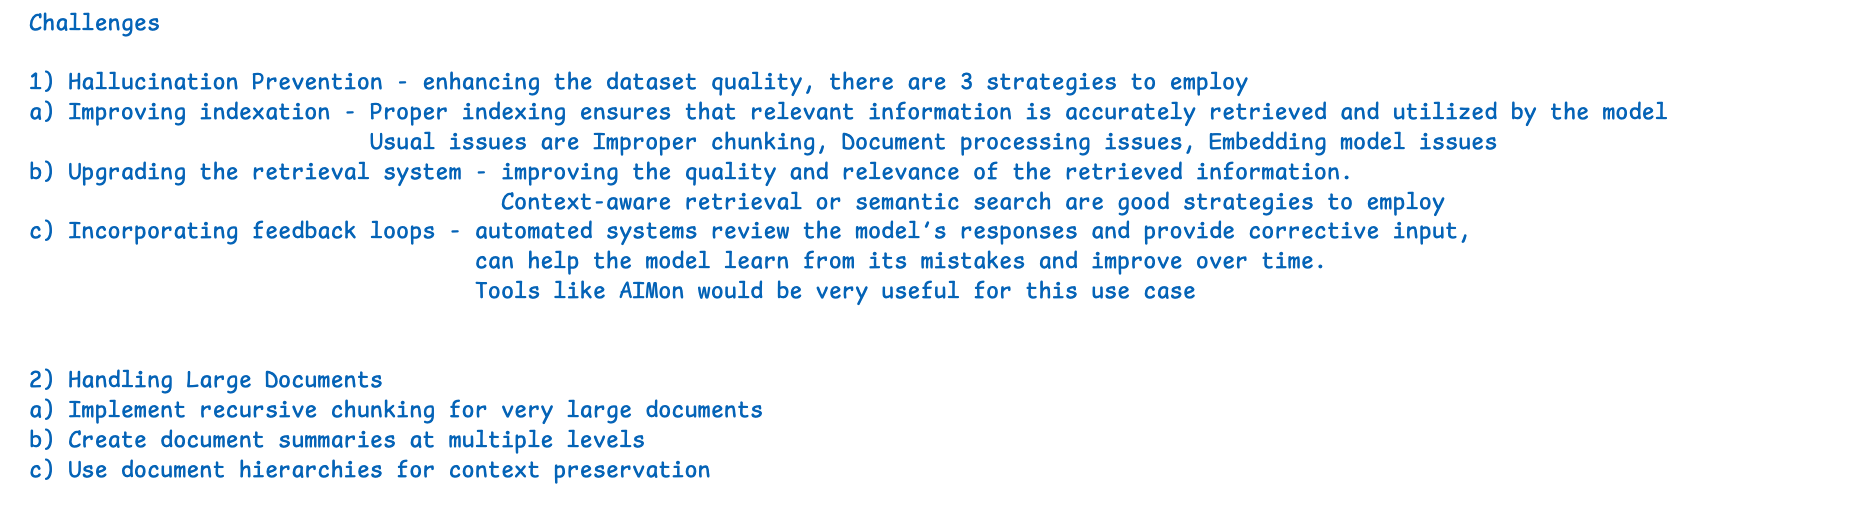 Challenges
1) Hallucination Prevention - enhancing the dataset quality, there are 3 strategies to employ
a) Improving indexation - Proper indexing ensures that relevant information is accurately retrieved and utilized by the model
Usual issues are Improper chunking, Document processing issues, Embedding model issues
b) Upgrading the retrieval system - improving the quality and relevance of the retrieved information.
Context-aware retrieval or semantic search are good strategies to employ
c) Incorporating feedback loops - automated systems review the model's responses and provide corrective input,
can help the model learn from its mistakes and improve over time.
Tools like AIMon would be very useful for this use case
2) Handling Large Documents
a) Implement recursive chunking for very large documents
b) Create document summaries at multiple levels
c) Use document hierarchies for context preservation